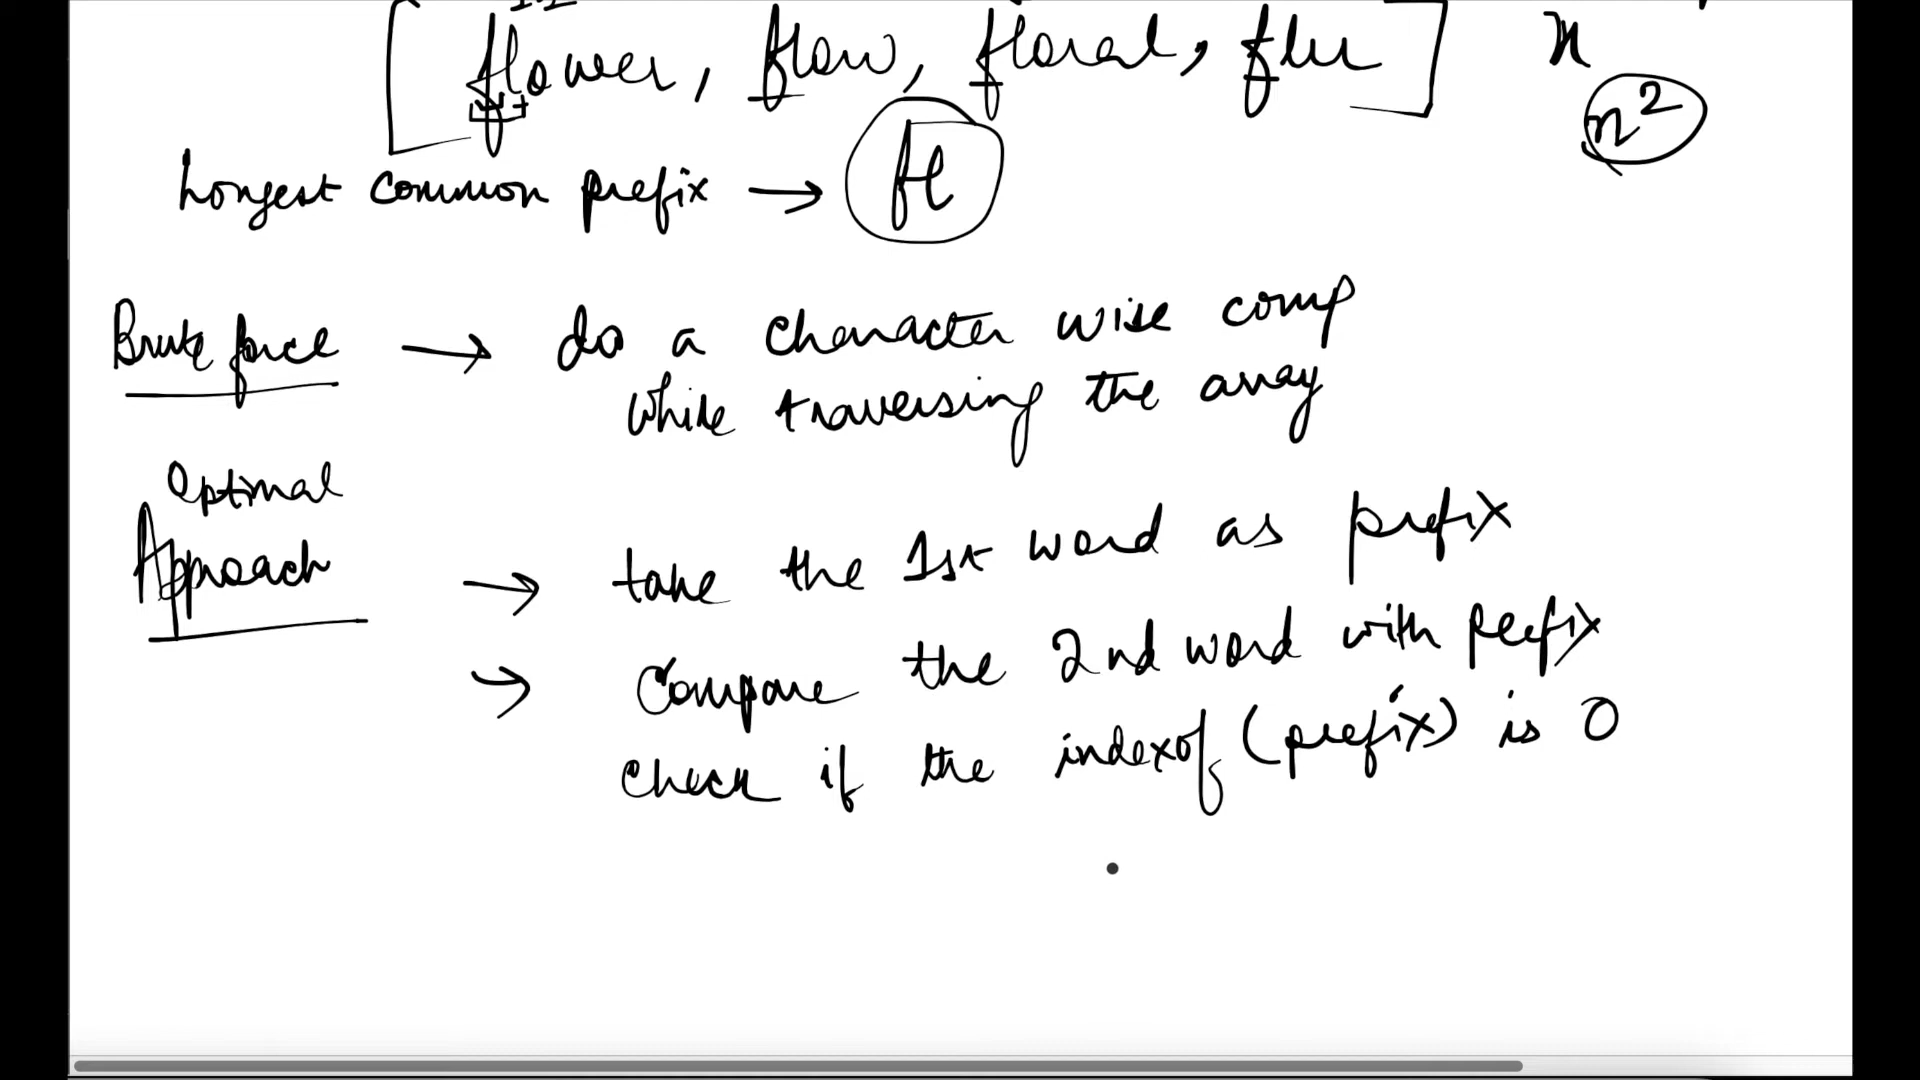 [ flower, flow, floral, flu ] n
n²
Longest common prefix → fl
Brute force → do a character wise comp
while traversing the array
Optimal
Approach
→ take the 1st word as prefix
→ Compare the 2nd word with prefix
check if the indexof (prefix) is 0